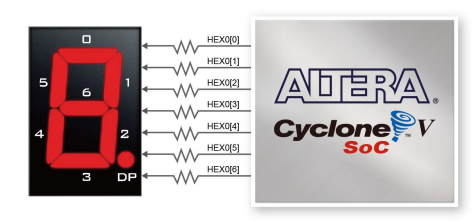 0
5
1
6
4
2
3
DP
HEX0[0]
HEX0[1]
HEX0[2]
HEX0[3]
HEX0[4]
HEX0[5]
HEX0[6]
ALTERA®
Cyclone™ V
SoC